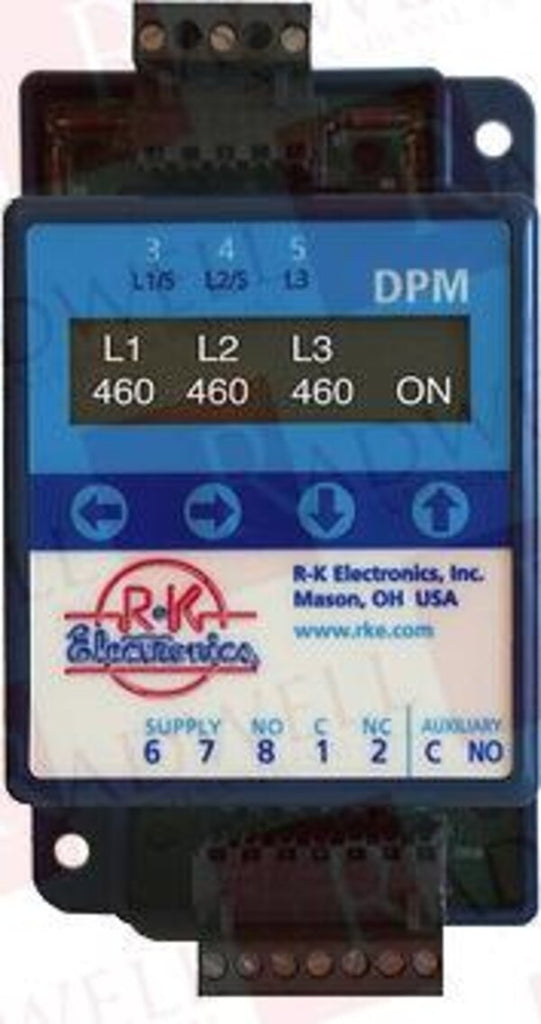 3 4 5
L1/S L2/S L3
DPM
L1 L2 L3
460 460 460 ON
R•K
Electronics
R-K Electronics, Inc.
Mason, OH USA
www.rke.com
SUPPLY NO C NC AUXILIARY
6 7 8 1 2 C NO
RADWELL